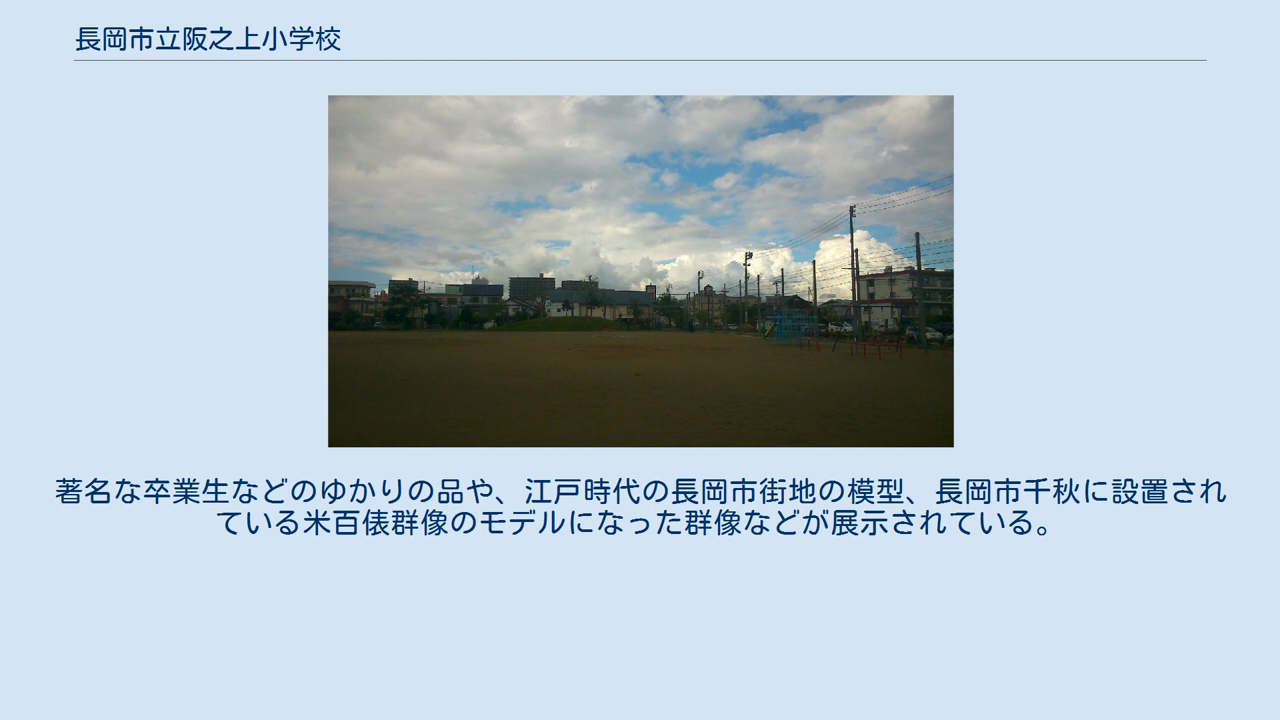 長岡市立阪之上小学校
著名な卒業生などのゆかりの品や、江戸時代の長岡市街地の模型、長岡市千秋に設置され
ている米百俵群像のモデルになった群像などが展示されている。